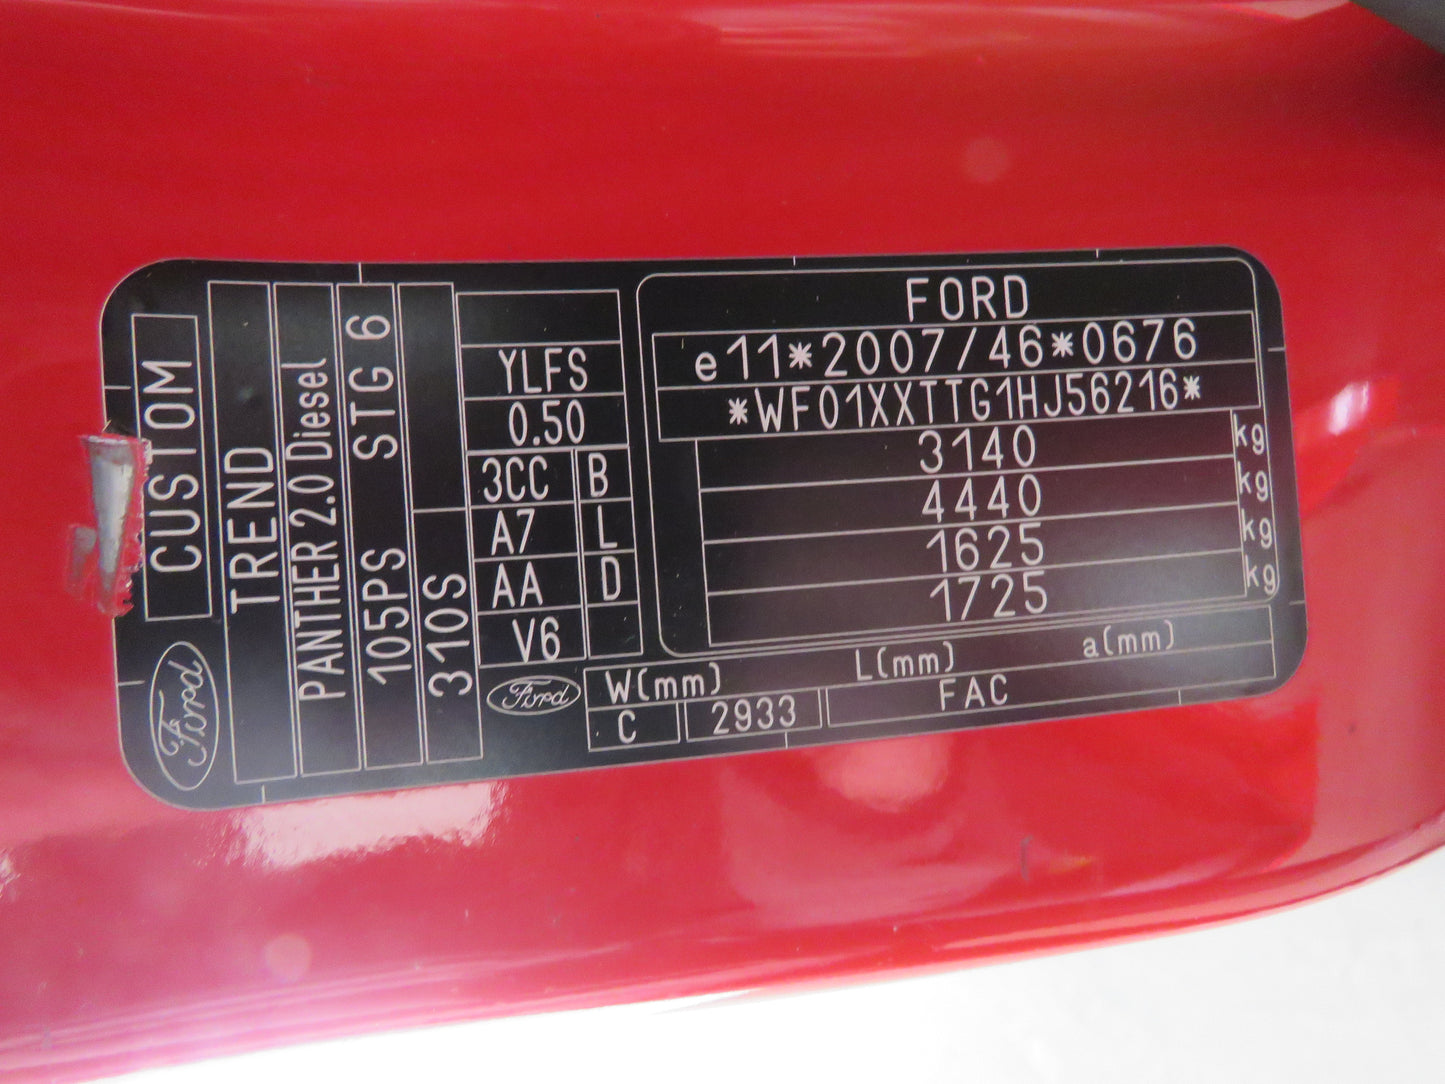 CUSTOM
Ford
TREND
PANTHER 2.0 Diesel
105PS STG 6
310S
YLFS
0.50
3CC B
A7 L
AA D
V6
Ford
FORD
e11*2007/46*0676
*WF01XXTTG1HJ56216*
3140 kg
4440 kg
1625 kg
1725 kg
W(mm) L(mm) a(mm)
C 2933 FAC